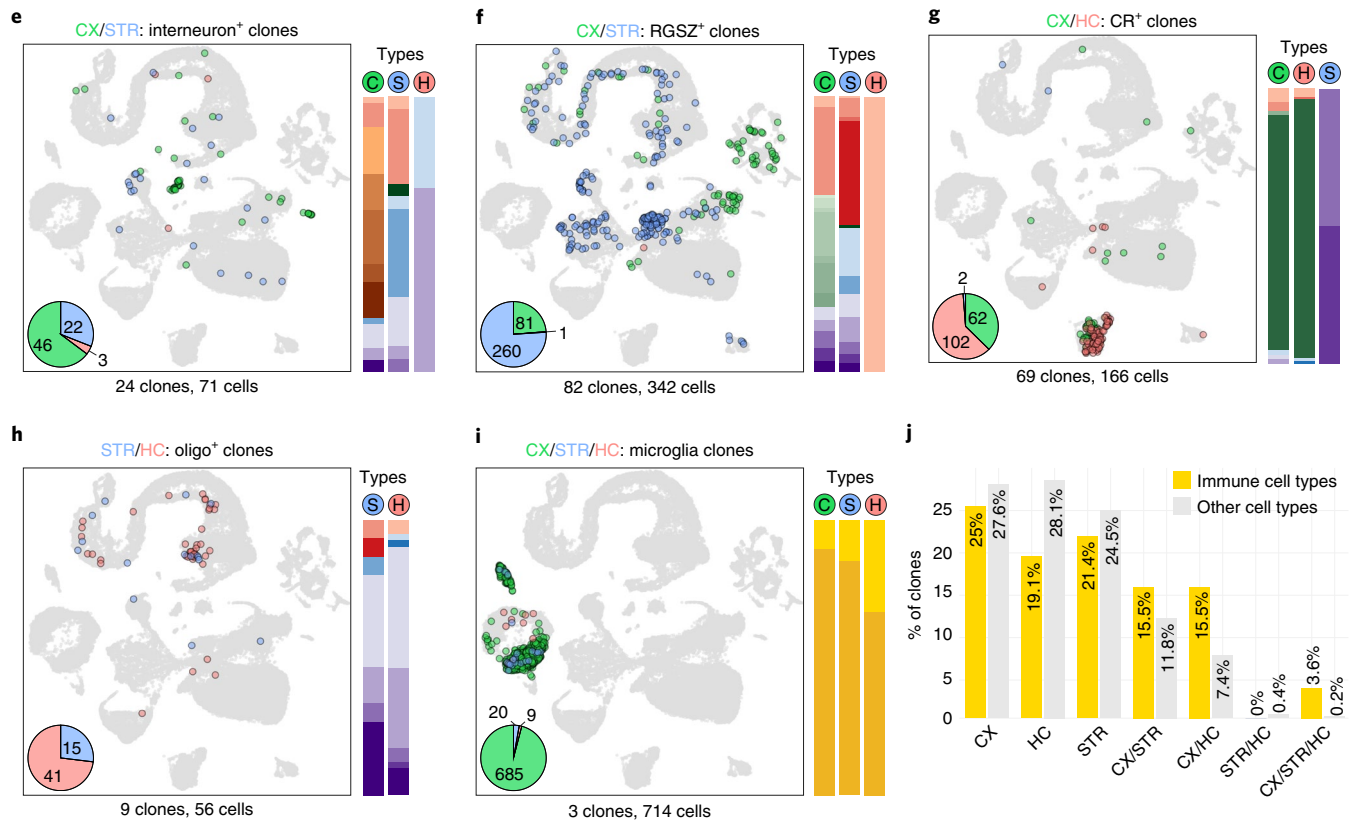 e
CX/STR: interneuron⁺ clones
Types
C S H
22
46
3
24 clones, 71 cells
f
CX/STR: RGSZ⁺ clones
Types
C S H
81
1
260
82 clones, 342 cells
g
CX/HC: CR⁺ clones
Types
C H S
2
62
102
69 clones, 166 cells
h
STR/HC: oligo⁺ clones
Types
S H
15
41
9 clones, 56 cells
i
CX/STR/HC: microglia clones
Types
C S H
20
9
685
3 clones, 714 cells
j
Immune cell types
Other cell types
% of clones
25
20
15
10
5
0
25%
27.6%
19.1%
28.1%
21.4%
24.5%
15.5%
11.8%
15.5%
7.4%
0%
0.4%
3.6%
0.2%
CX
HC
STR
CX/STR
CX/HC
STR/HC
CX/STR/HC